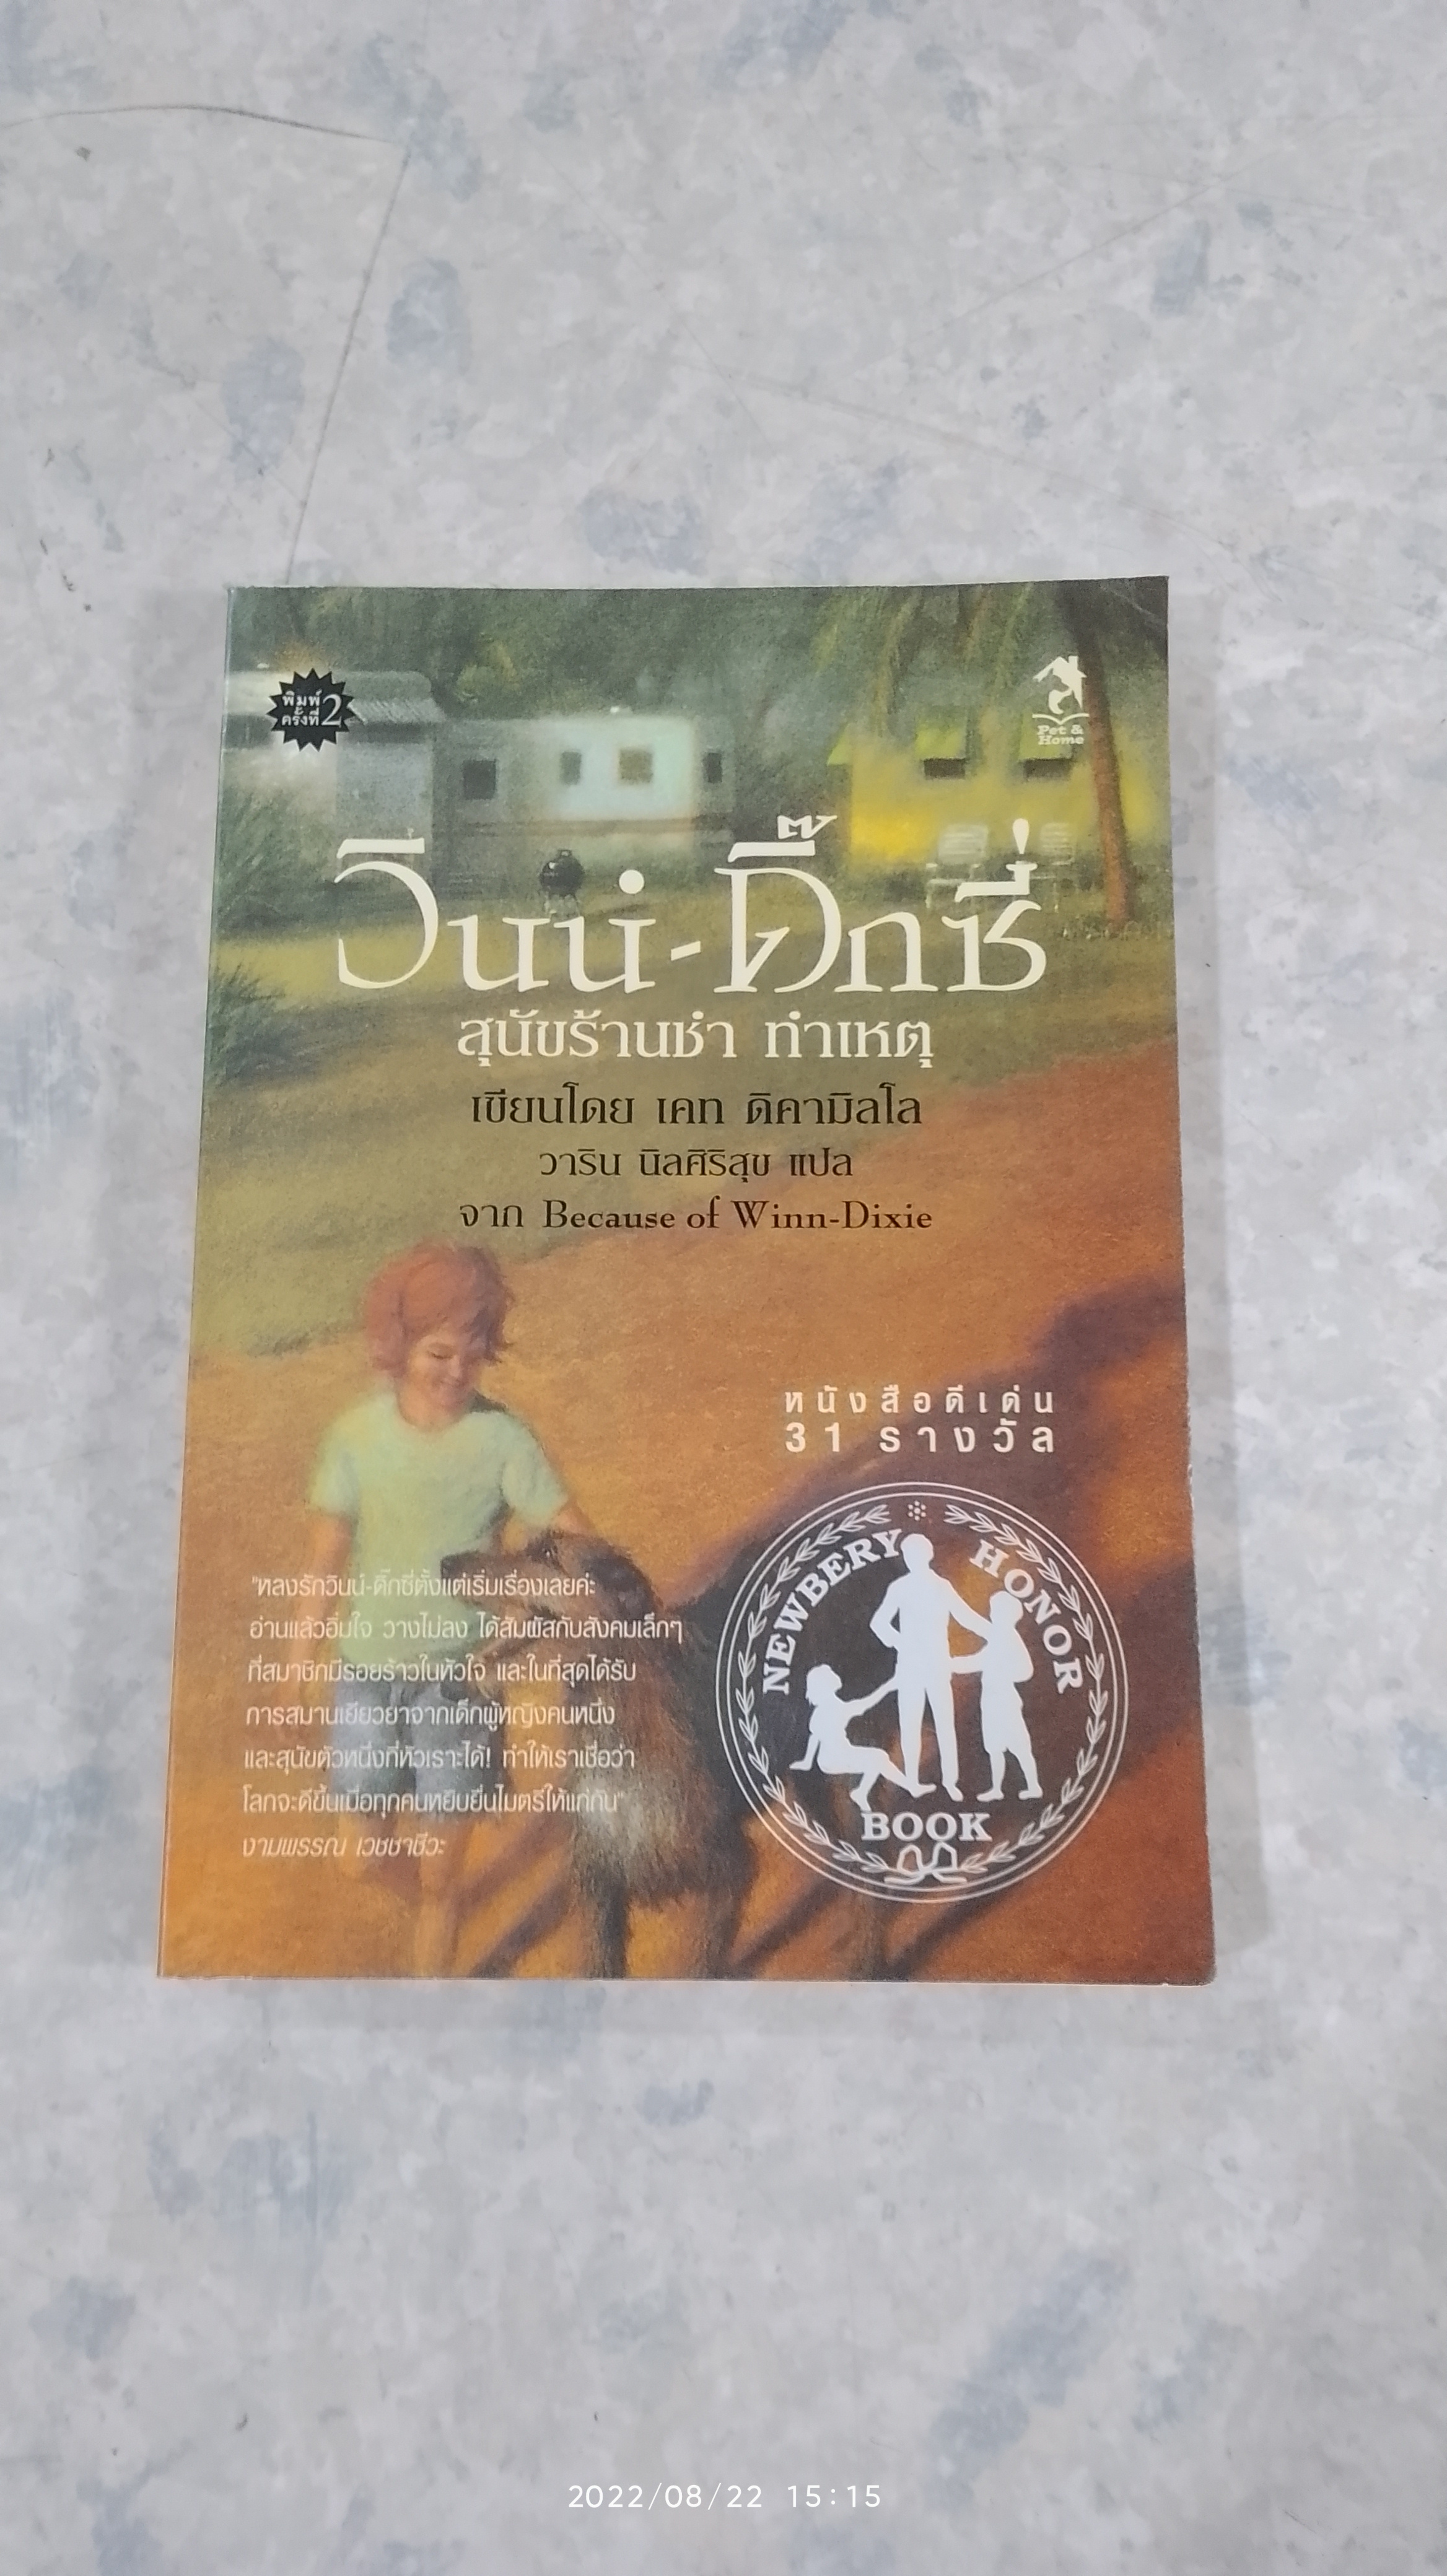 พิมพ์
ครั้งที่ 2
Pet &
Home
วินน์-ดิ๊กซี่
สุนัขร้านชำ ทำเหตุ
เขียนโดย เคท ดิคามิลโล
วาริน นิลศิริสุข แปล
จาก Because of Winn-Dixie
หนังสือดีเด่น
31 รางวัล
NEWBERY HONOR
BOOK
"หลงรักวินน์-ดิ๊กซี่ตั้งแต่เริ่มเรื่องเลยค่ะ
อ่านแล้วอิ่มใจ วางไม่ลง ได้สัมผัสกับสังคมเล็กๆ
ที่สมาชิกมีรอยร้าวในหัวใจ และในที่สุดได้รับ
การสมานเยียวยาจากเด็กผู้หญิงคนหนึ่ง
และสุนัขตัวหนึ่งที่หัวเราะได้! ทำให้เราเชื่อว่า
โลกจะดีขึ้นเมื่อทุกคนหยิบยื่นไมตรีให้แก่กัน"
งามพรรณ เวชชาชีวะ
2022/08/22 15:15